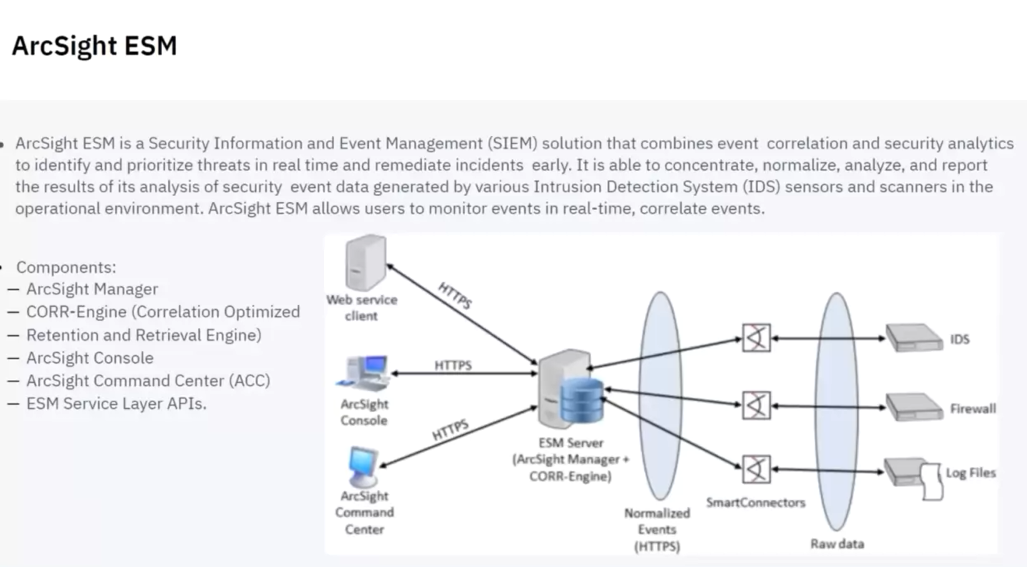 ArcSight ESM
• ArcSight ESM is a Security Information and Event Management (SIEM) solution that combines event correlation and security analytics
to identify and prioritize threats in real time and remediate incidents early. It is able to concentrate, normalize, analyze, and report
the results of its analysis of security event data generated by various Intrusion Detection System (IDS) sensors and scanners in the
operational environment. ArcSight ESM allows users to monitor events in real-time, correlate events.
• Components:
— ArcSight Manager
— CORR-Engine (Correlation Optimized
— Retention and Retrieval Engine)
— ArcSight Console
— ArcSight Command Center (ACC)
— ESM Service Layer APIs.
Web service
client
HTTPS
ArcSight
Console
HTTPS
ArcSight
Command
Center
HTTPS
ESM Server
(ArcSight Manager +
CORR-Engine)
Normalized
Events
(HTTPS)
SmartConnectors
Raw data
IDS
Firewall
Log Files